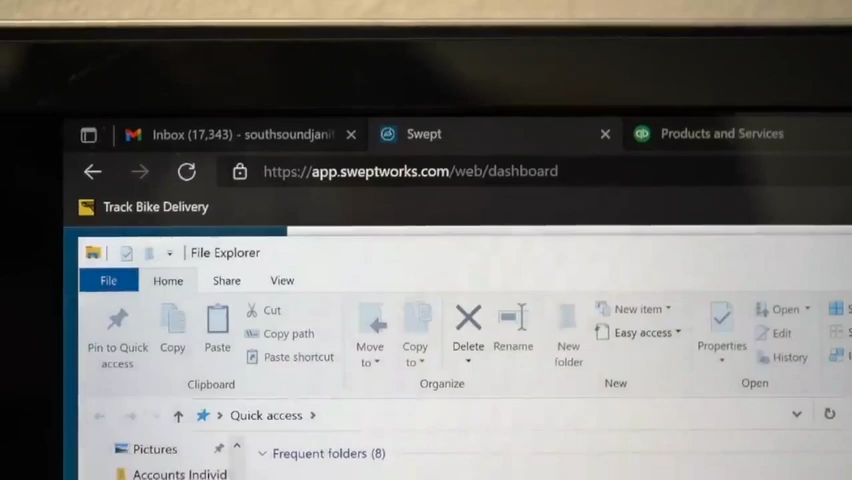 Inbox (17,343) - southsoundjanit
Swept
Products and Services
https://app.sweptworks.com/web/dashboard
Track Bike Delivery
File Explorer
File Home Share View
Pin to Quick access
Copy
Paste
Cut
Copy path
Paste shortcut
Clipboard
Move to
Copy to
Delete
Rename
Organize
New folder
New item
Easy access
New
Properties
Open
Edit
History
Open
Quick access
Pictures
Frequent folders (8)
Accounts Individ